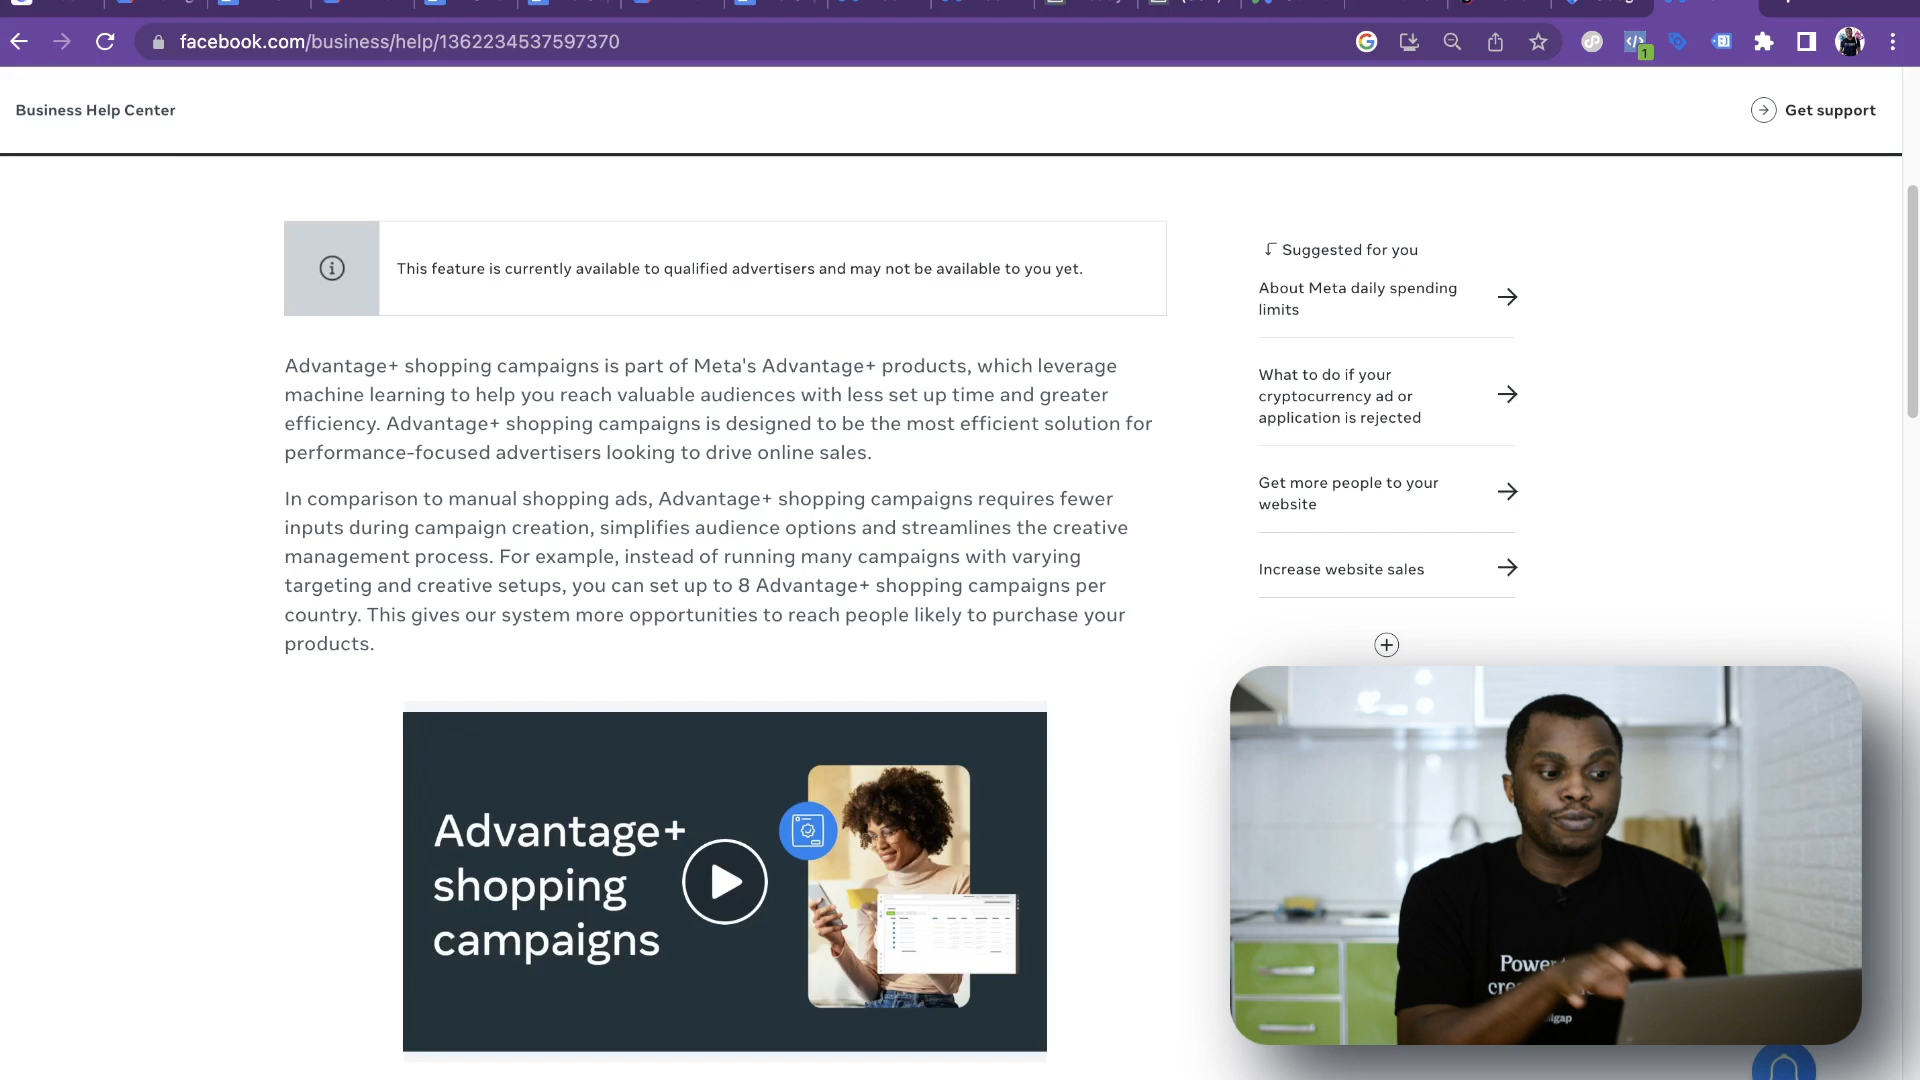 facebook.com/business/help/1362234537597370
1
Business Help Center
Get support
This feature is currently available to qualified advertisers and may not be available to you yet.
Advantage+ shopping campaigns is part of Meta's Advantage+ products, which leverage
machine learning to help you reach valuable audiences with less set up time and greater
efficiency. Advantage+ shopping campaigns is designed to be the most efficient solution for
performance-focused advertisers looking to drive online sales.
In comparison to manual shopping ads, Advantage+ shopping campaigns requires fewer
inputs during campaign creation, simplifies audience options and streamlines the creative
management process. For example, instead of running many campaigns with varying
targeting and creative setups, you can set up to 8 Advantage+ shopping campaigns per
country. This gives our system more opportunities to reach people likely to purchase your
products.
Suggested for you
About Meta daily spending
limits
What to do if your
cryptocurrency ad or
application is rejected
Get more people to your
website
Increase website sales
Advantage+
shopping
campaigns
Power